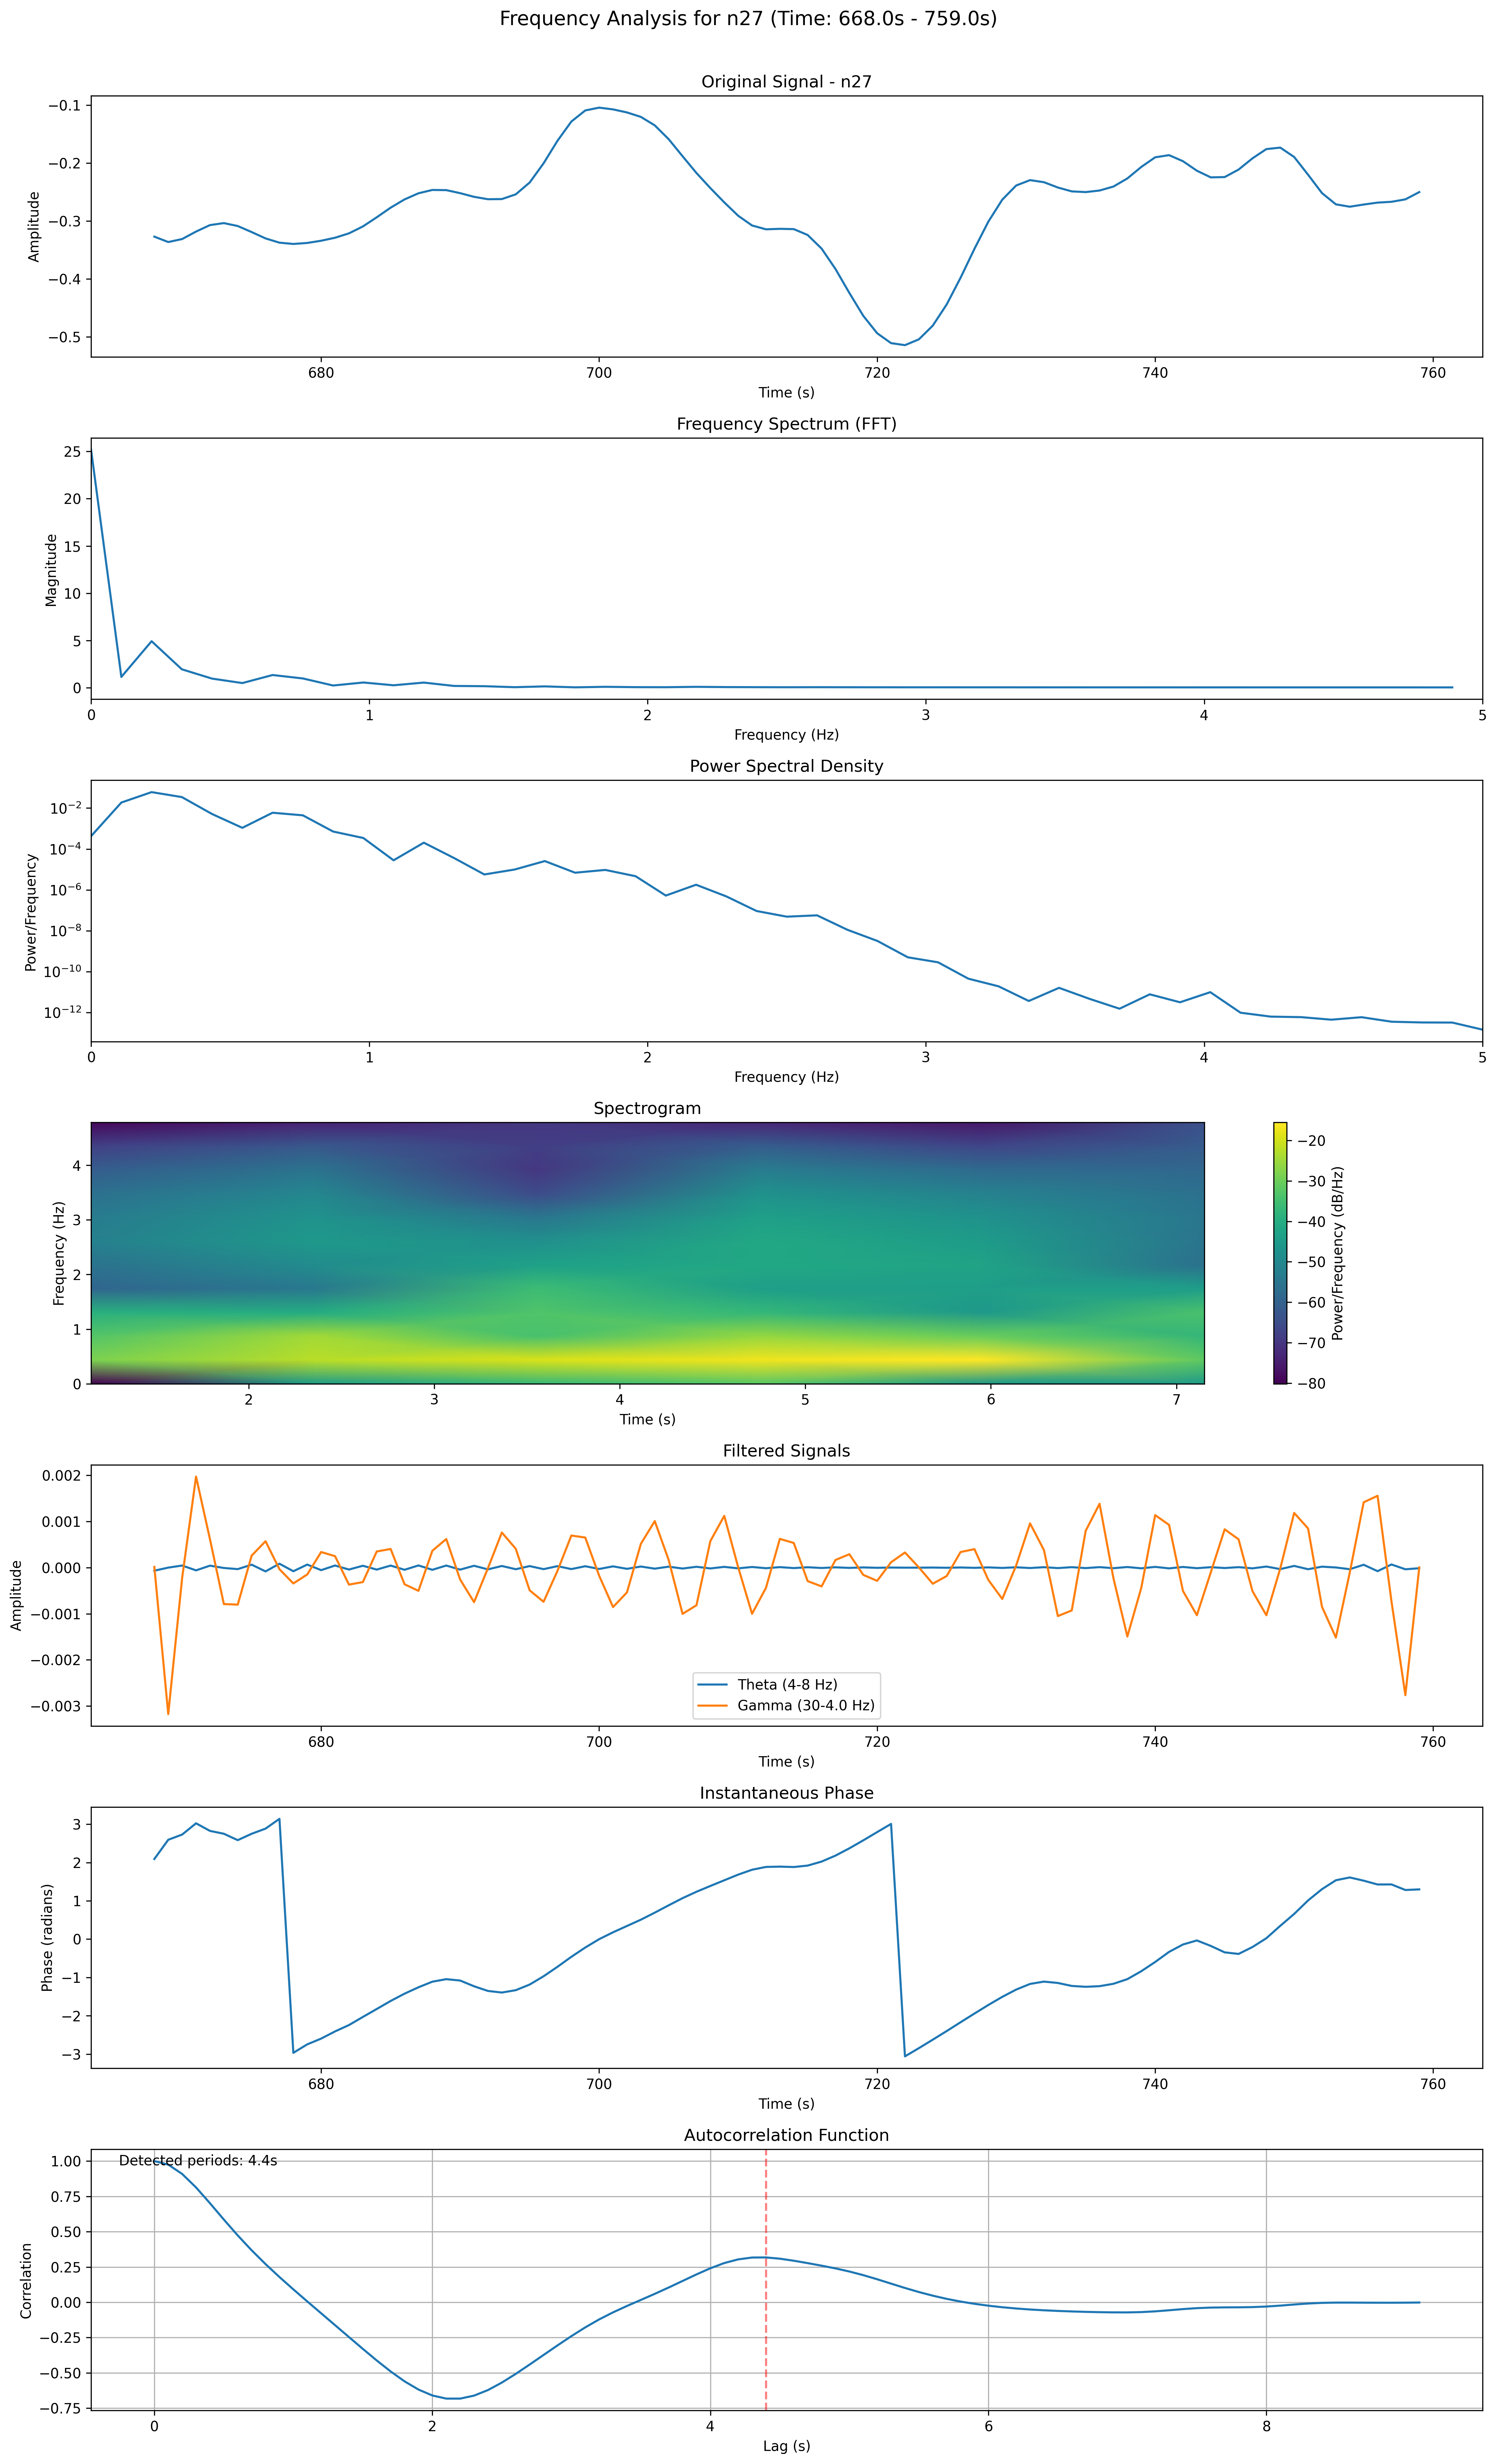 Frequency Analysis for n27 (Time: 668.0s - 759.0s)
Original Signal - n27
−0.1
−0.2
−0.3
−0.4
−0.5
Amplitude
680 700 720 740 760
Time (s)
Frequency Spectrum (FFT)
25
20
15
10
5
0
Magnitude
0 1 2 3 4 5
Frequency (Hz)
Power Spectral Density
10⁻²
10⁻⁴
10⁻⁶
10⁻⁸
10⁻¹⁰
10⁻¹²
Power/Frequency
0 1 2 3 4 5
Frequency (Hz)
Spectrogram
4
3
2
1
0
Frequency (Hz)
2 3 4 5 6 7
Time (s)
−20
−30
−40
−50
−60
−70
−80
Power/Frequency (dB/Hz)
Filtered Signals
0.002
0.001
0.000
−0.001
−0.002
−0.003
Amplitude
Theta (4-8 Hz)
Gamma (30-4.0 Hz)
680 700 720 740 760
Time (s)
Instantaneous Phase
3
2
1
0
−1
−2
−3
Phase (radians)
680 700 720 740 760
Time (s)
Autocorrelation Function
Detected periods: 4.4s
1.00
0.75
0.50
0.25
0.00
−0.25
−0.50
−0.75
Correlation
0 2 4 6 8
Lag (s)